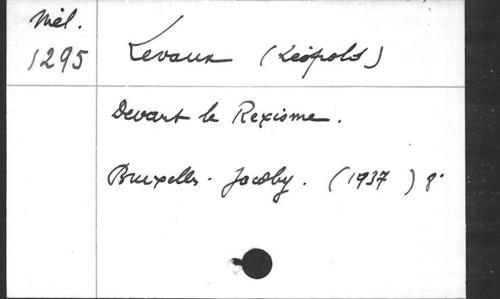 Mél.
1295
Levaux (Léopold)
Devant le Rexisme.
Bruxelles. Jacoby. (1937 ) 8°